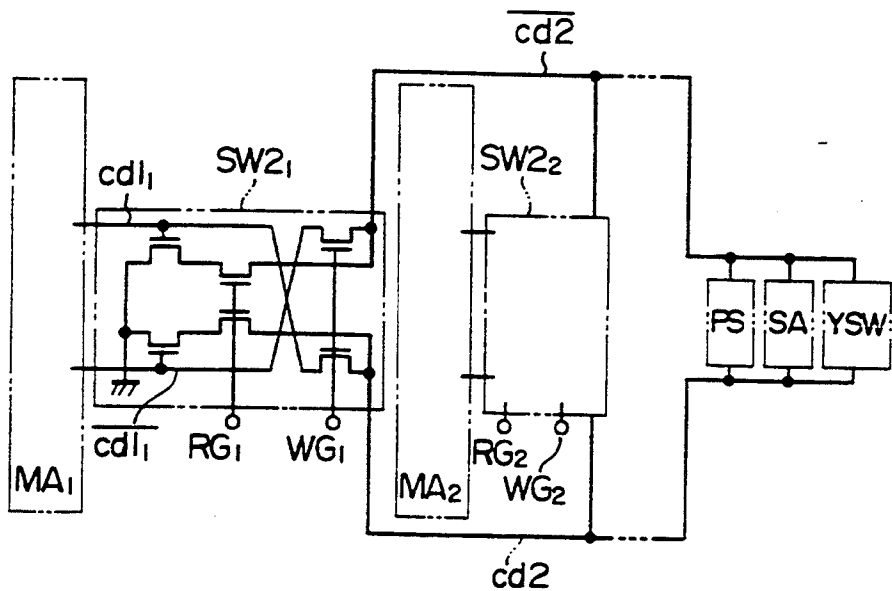 cd2
SW2₁
SW2₂
cd1₁
PS
SA
YSW
cd1₁
RG₁
WG₁
RG₂
WG₂
MA₁
MA₂
cd2